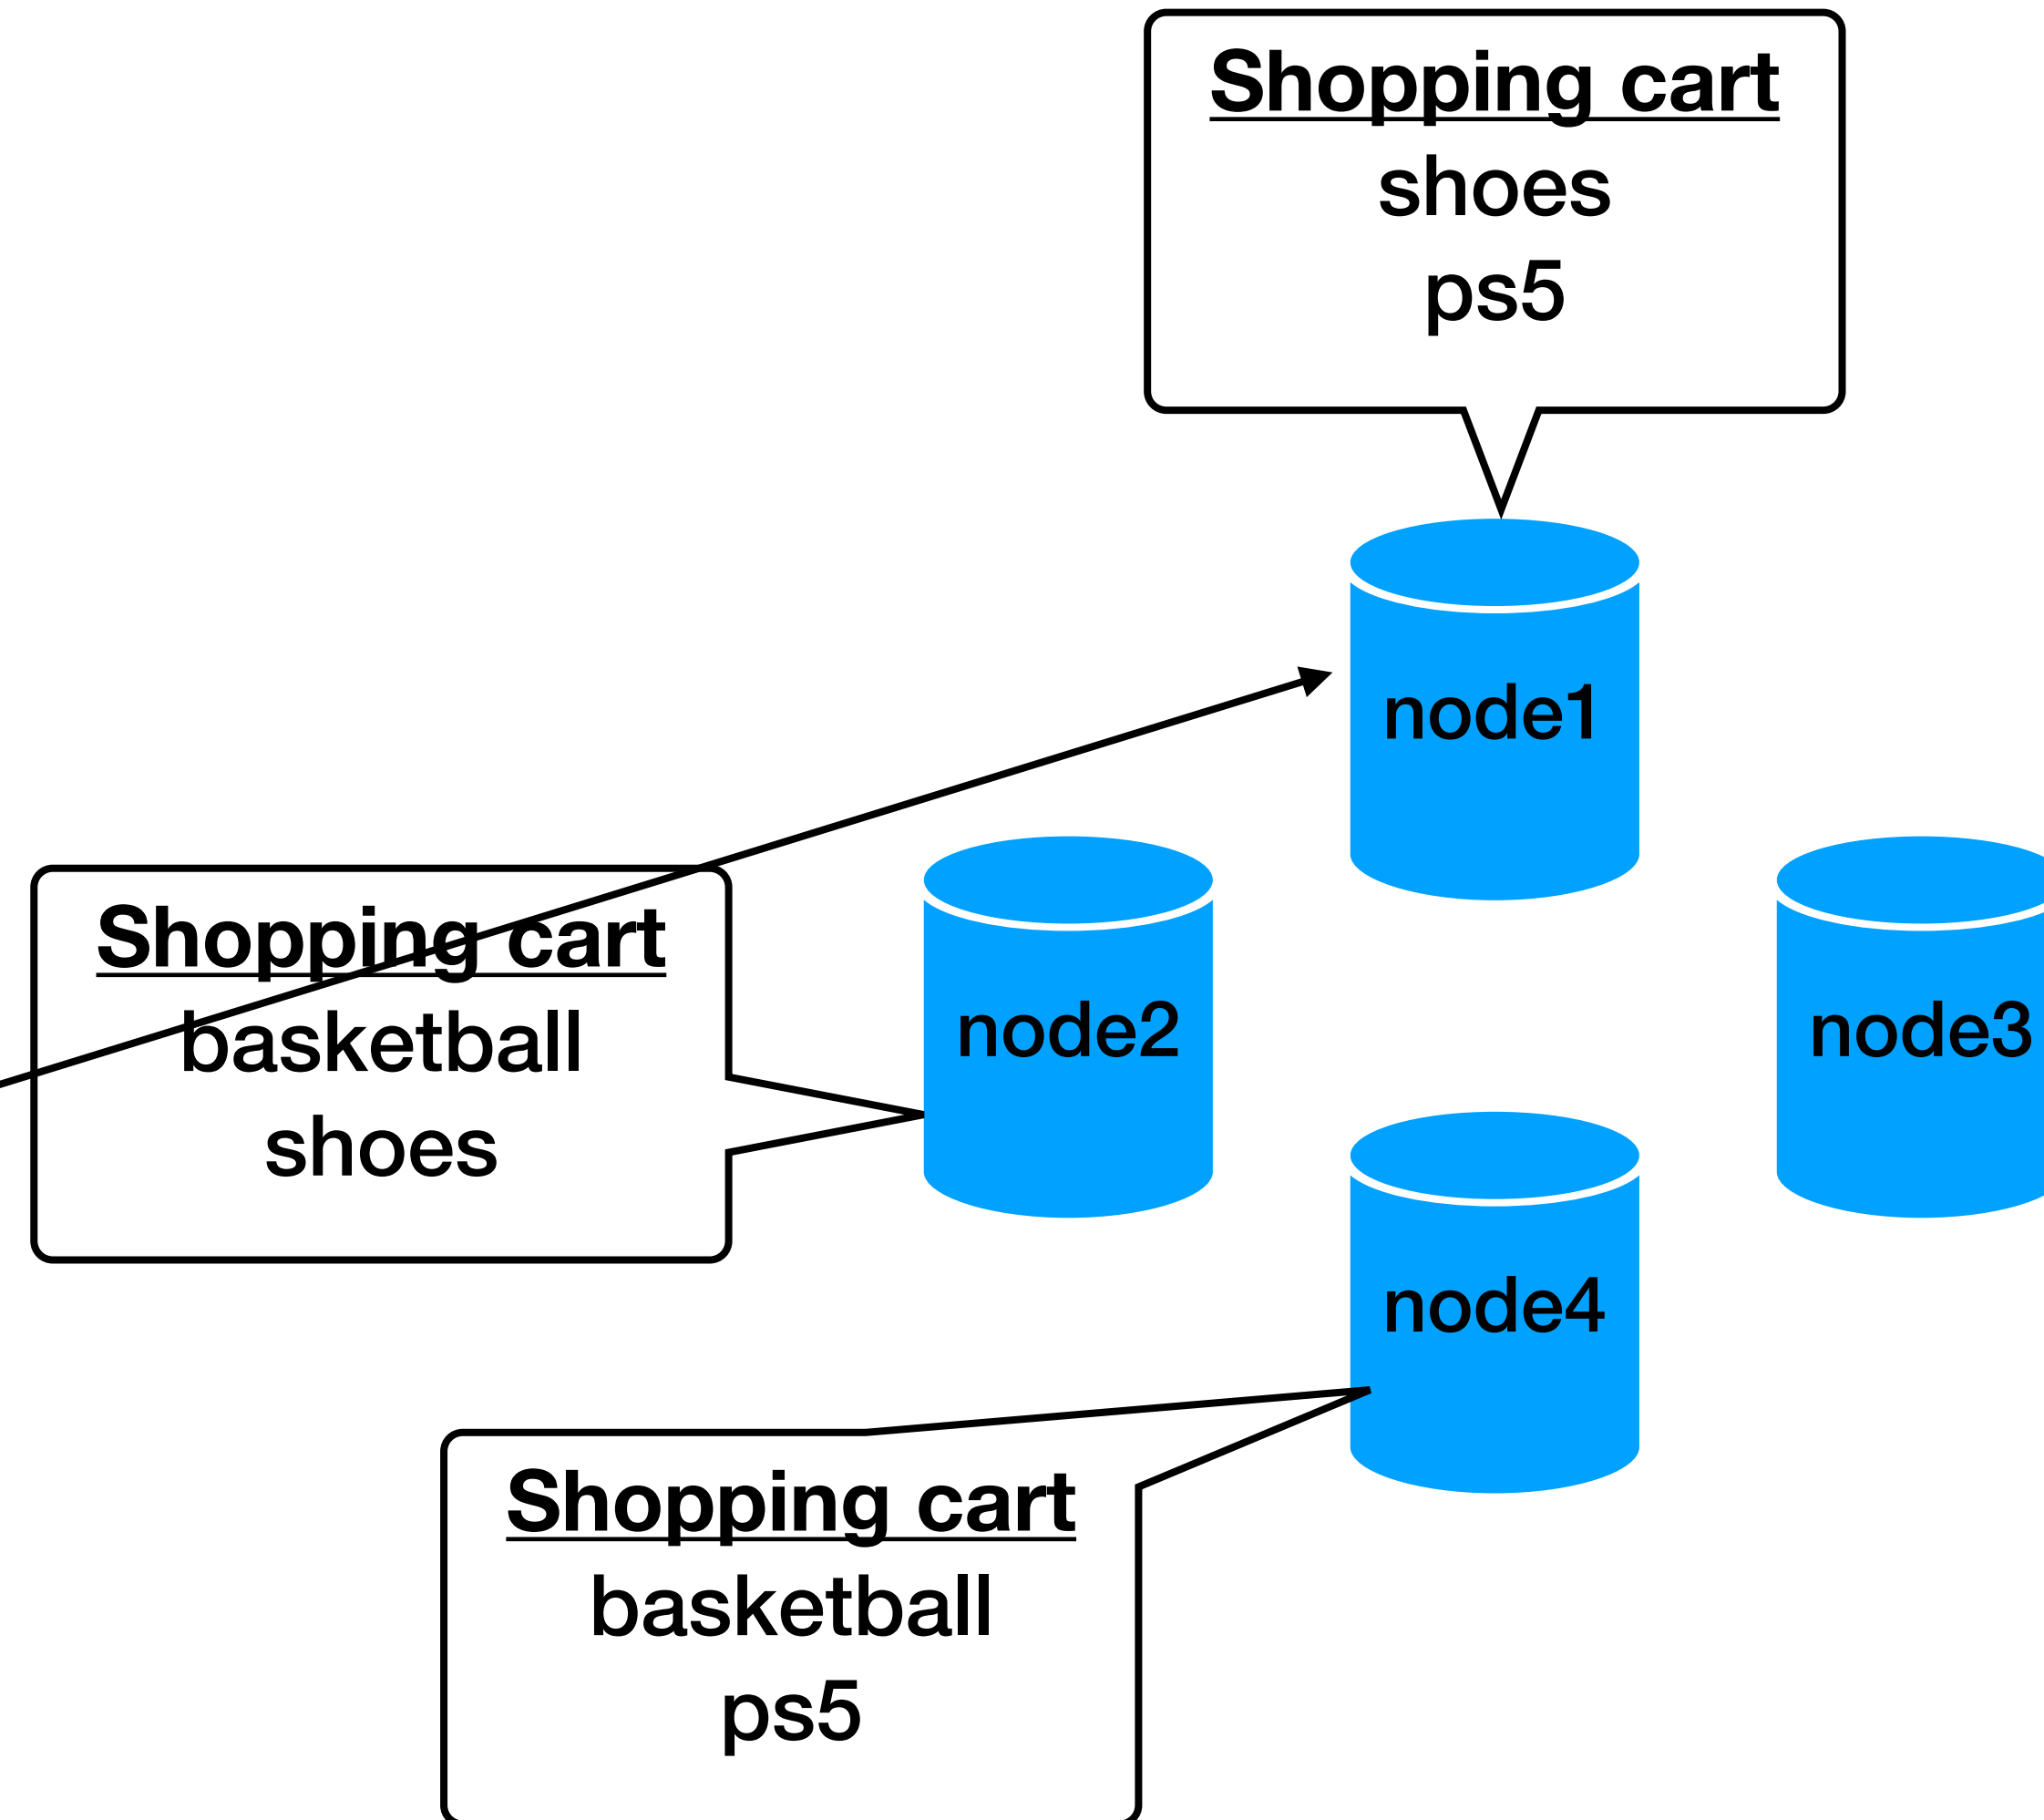 Shopping cart
shoes
ps5
node1
Shopping cart
basketball
shoes
node2
node3
node4
Shopping cart
basketball
ps5